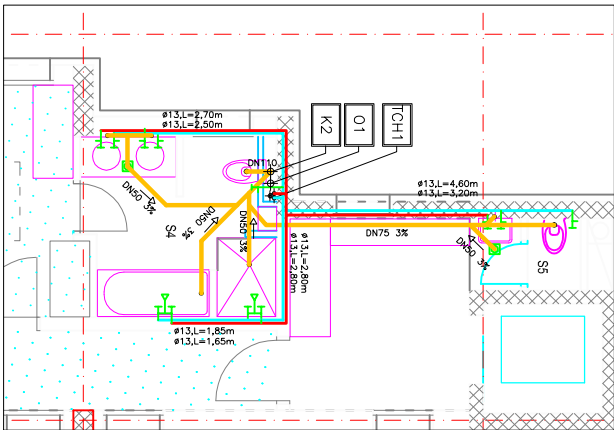 ø13,L=2,70m
ø13,L=2,50m
K2
O1
TCH1
DN110
ø13,L=4,60m
ø13,L=3,20m
DN50 3%
S4
DN50 3%
DN50 3%
ø13,L=2,80m
ø13,L=2,80m
DN75 3%
DN50 3%
S5
ø13,L=1,85m
ø13,L=1,65m